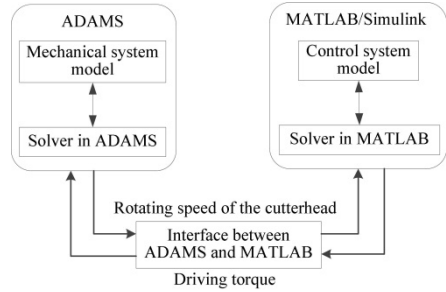 ADAMS
Mechanical system
model
Solver in ADAMS
MATLAB/Simulink
Control system
model
Solver in MATLAB
Rotating speed of the cutterhead
Interface between
ADAMS and MATLAB
Driving torque